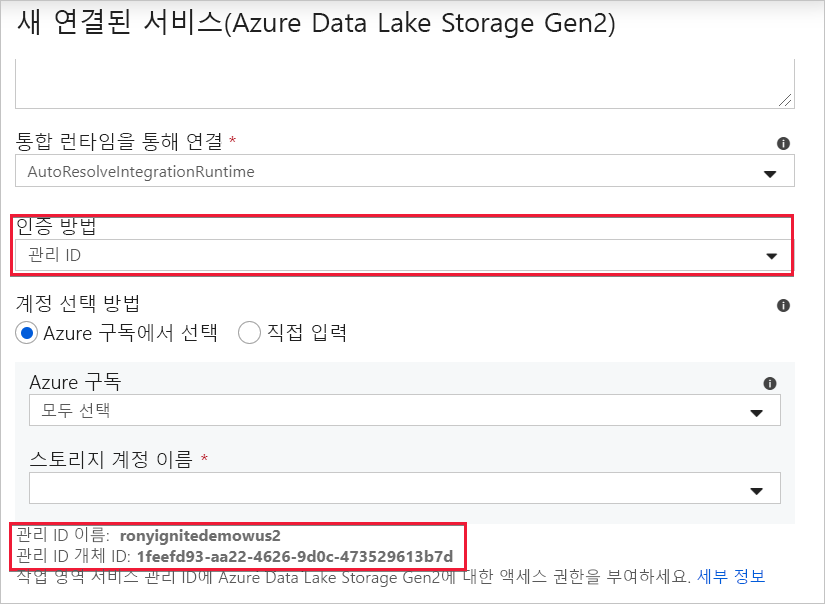 새 연결된 서비스(Azure Data Lake Storage Gen2)
통합 런타임을 통해 연결 *
AutoResolveIntegrationRuntime
인증 방법
관리 ID
계정 선택 방법
Azure 구독에서 선택 직접 입력
Azure 구독
모두 선택
스토리지 계정 이름 *
관리 ID 이름: ronyignitedemowus2
관리 ID 개체 ID: 1feefd93-aa22-4626-9d0c-473529613b7d
작업 영역 서비스 관리 ID에 Azure Data Lake Storage Gen2에 대한 액세스 권한을 부여하세요. 세부 정보